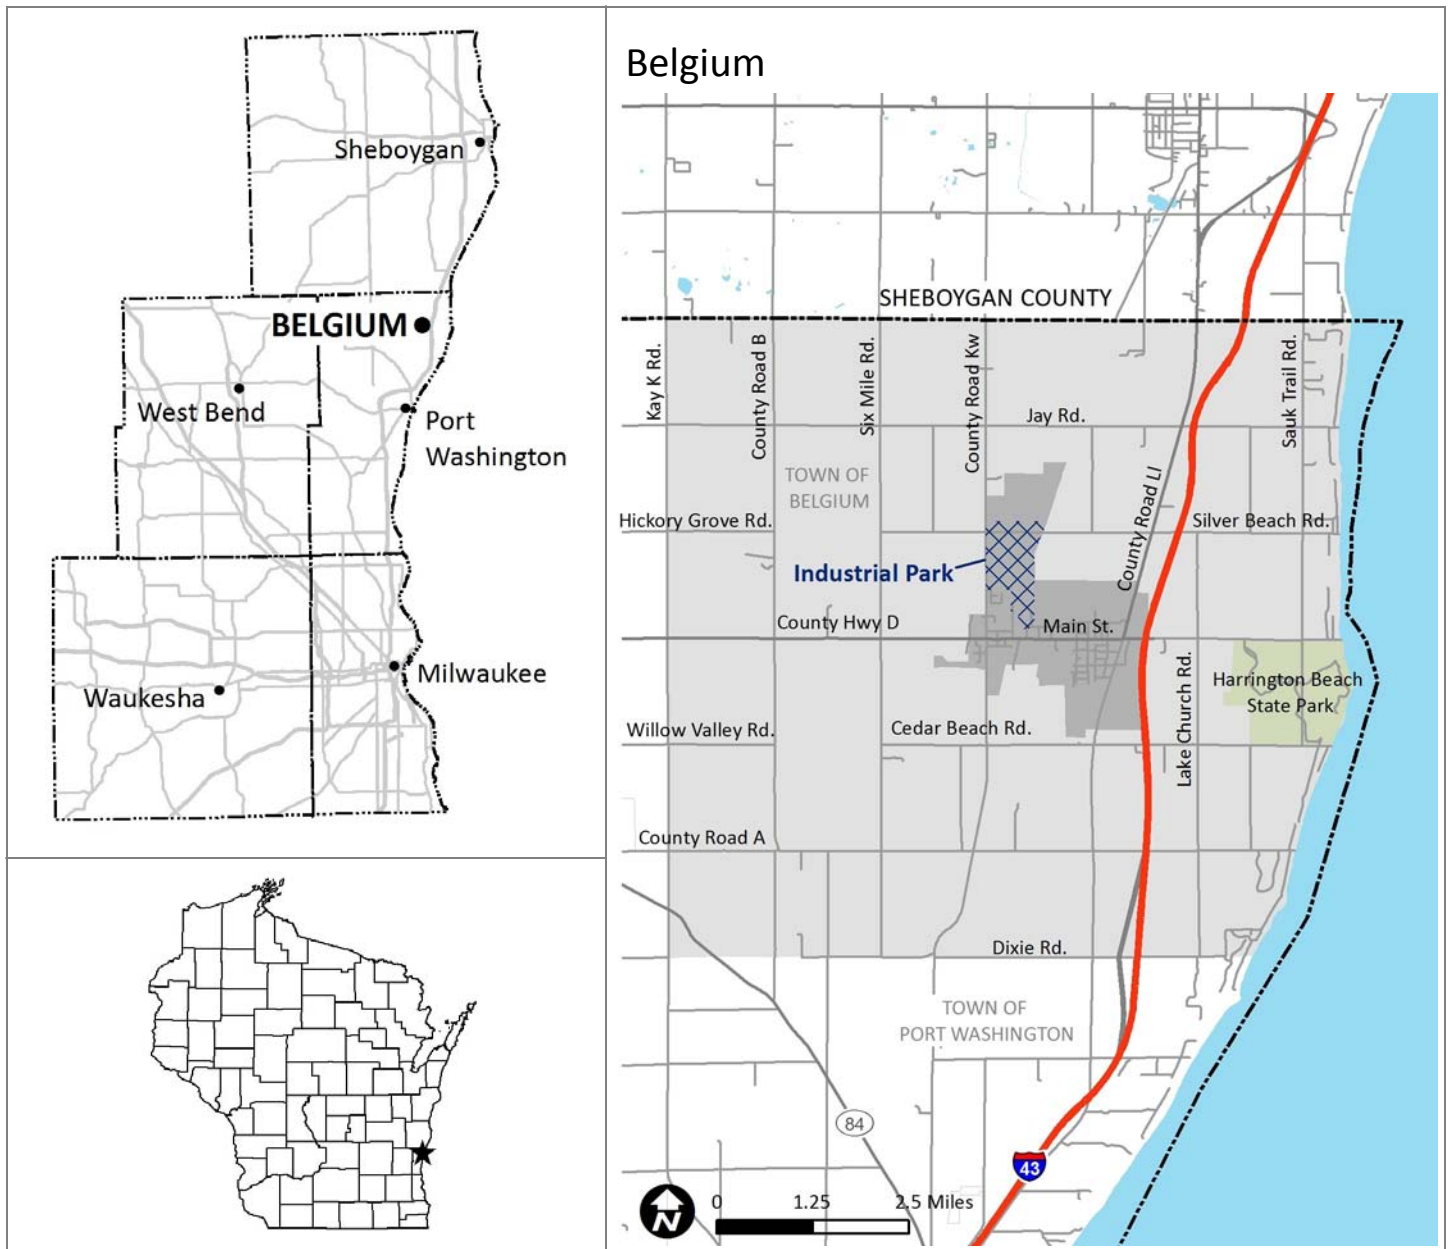 Sheboygan
BELGIUM
West Bend
Port
Washington
Milwaukee
Waukesha
Belgium
SHEBOYGAN COUNTY
Kay K Rd.
County Road B
Six Mile Rd.
County Road Kw
Sauk Trail Rd.
Jay Rd.
TOWN OF
BELGIUM
County Road LI
Hickory Grove Rd.
Silver Beach Rd.
Industrial Park
County Hwy D
Main St.
Lake Church Rd.
Harrington Beach
State Park
Willow Valley Rd.
Cedar Beach Rd.
County Road A
Dixie Rd.
TOWN OF
PORT WASHINGTON
84
43
N
0 1.25 2.5 Miles